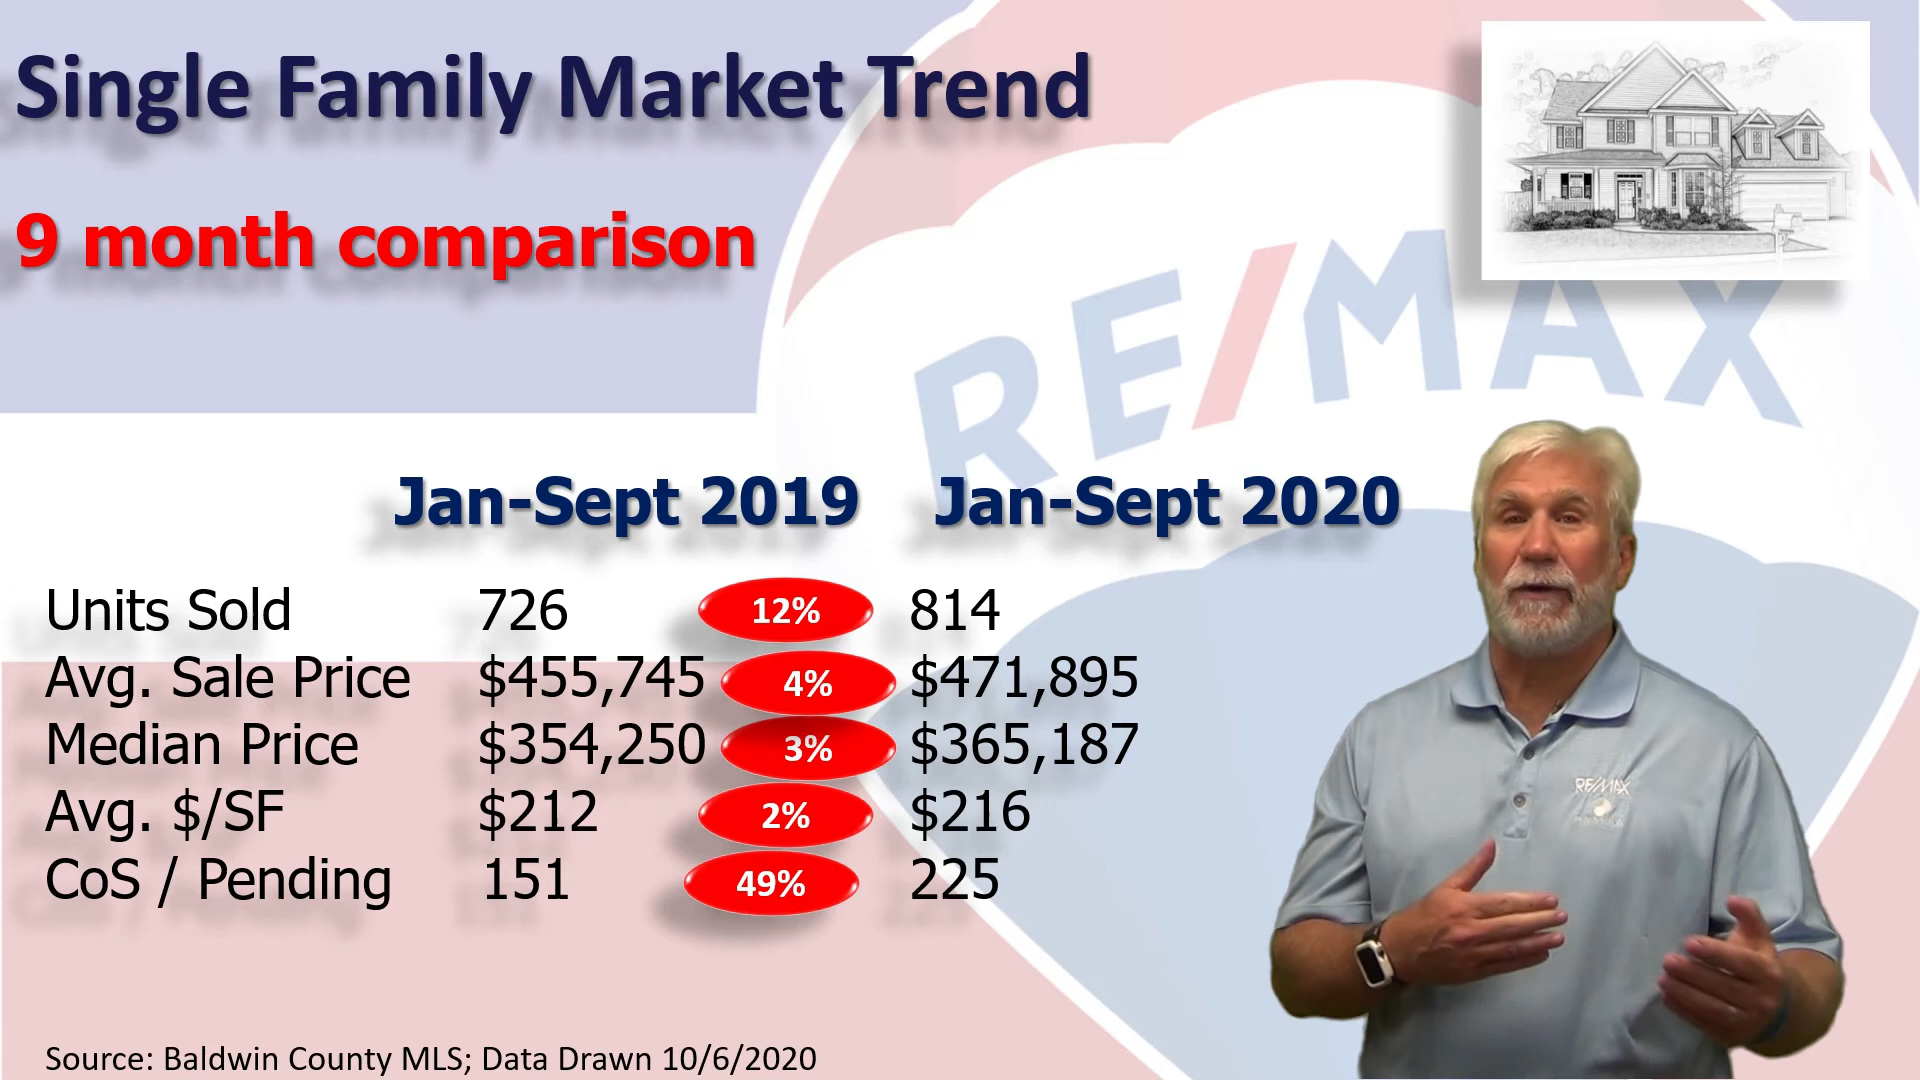 Single Family Market Trend
9 month comparison
RE/MAX
Jan-Sept 2019 Jan-Sept 2020
Units Sold 726 12% 814
Avg. Sale Price $455,745 4% $471,895
Median Price $354,250 3% $365,187
Avg. $/SF $212 2% $216
CoS / Pending 151 49% 225
RE/MAX
Source: Baldwin County MLS; Data Drawn 10/6/2020